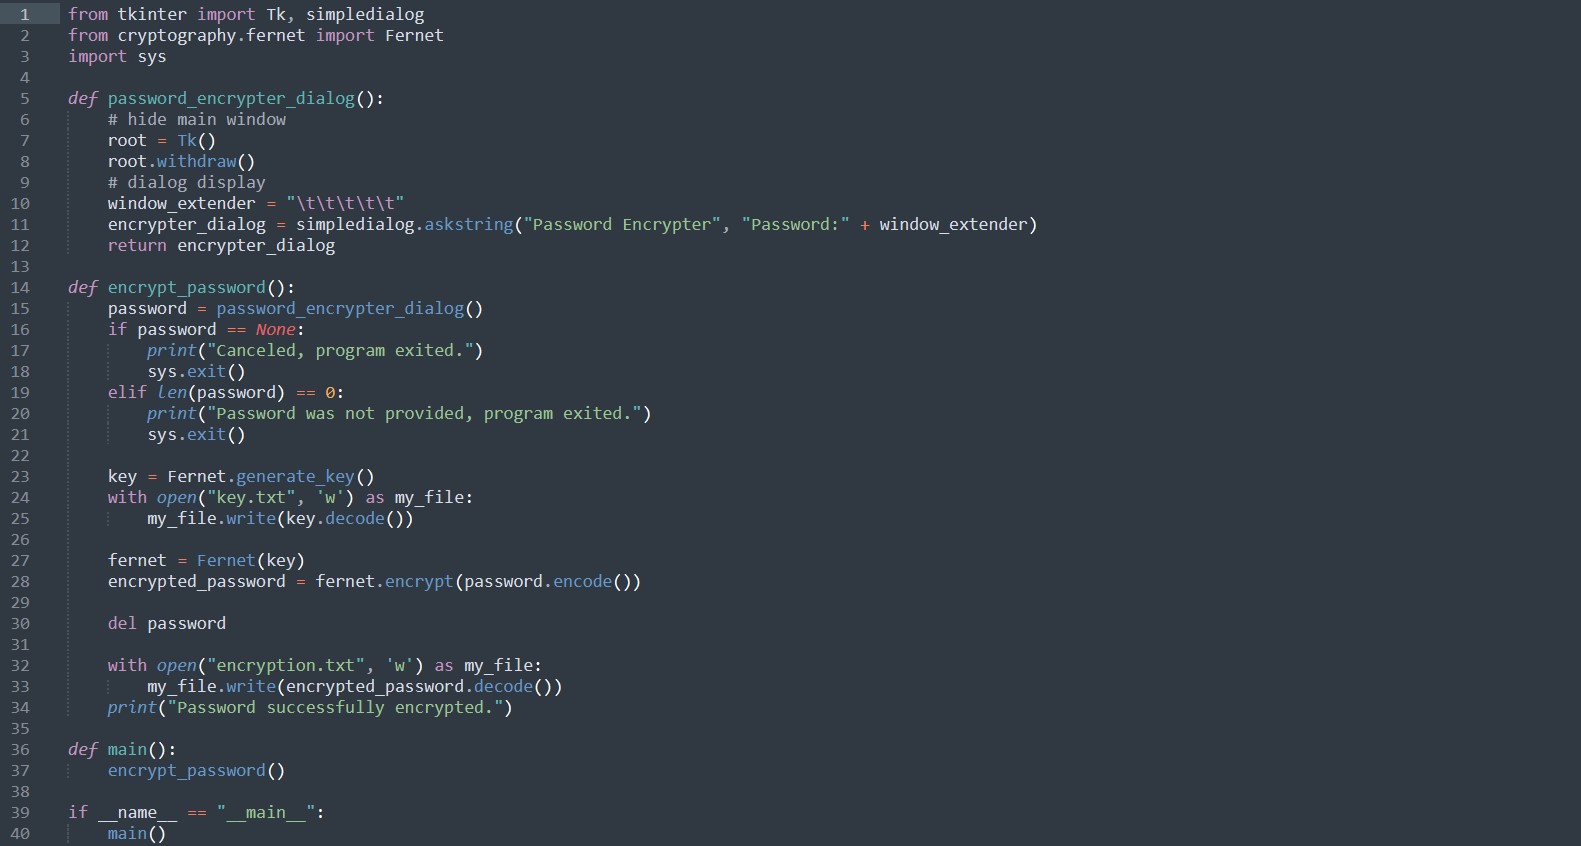 1 from tkinter import Tk, simpledialog
2 from cryptography.fernet import Fernet
3 import sys
4
5 def password_encrypter_dialog():
6     # hide main window
7     root = Tk()
8     root.withdraw()
9     # dialog display
10     window_extender = "\t\t\t\t\t"
11     encrypter_dialog = simpledialog.askstring("Password Encrypter", "Password:" + window_extender)
12     return encrypter_dialog
13
14 def encrypt_password():
15     password = password_encrypter_dialog()
16     if password == None:
17         print("Canceled, program exited.")
18         sys.exit()
19     elif len(password) == 0:
20         print("Password was not provided, program exited.")
21         sys.exit()
22
23     key = Fernet.generate_key()
24     with open("key.txt", 'w') as my_file:
25         my_file.write(key.decode())
26
27     fernet = Fernet(key)
28     encrypted_password = fernet.encrypt(password.encode())
29
30     del password
31
32     with open("encryption.txt", 'w') as my_file:
33         my_file.write(encrypted_password.decode())
34     print("Password successfully encrypted.")
35
36 def main():
37     encrypt_password()
38
39 if __name__ == "__main__":
40     main()